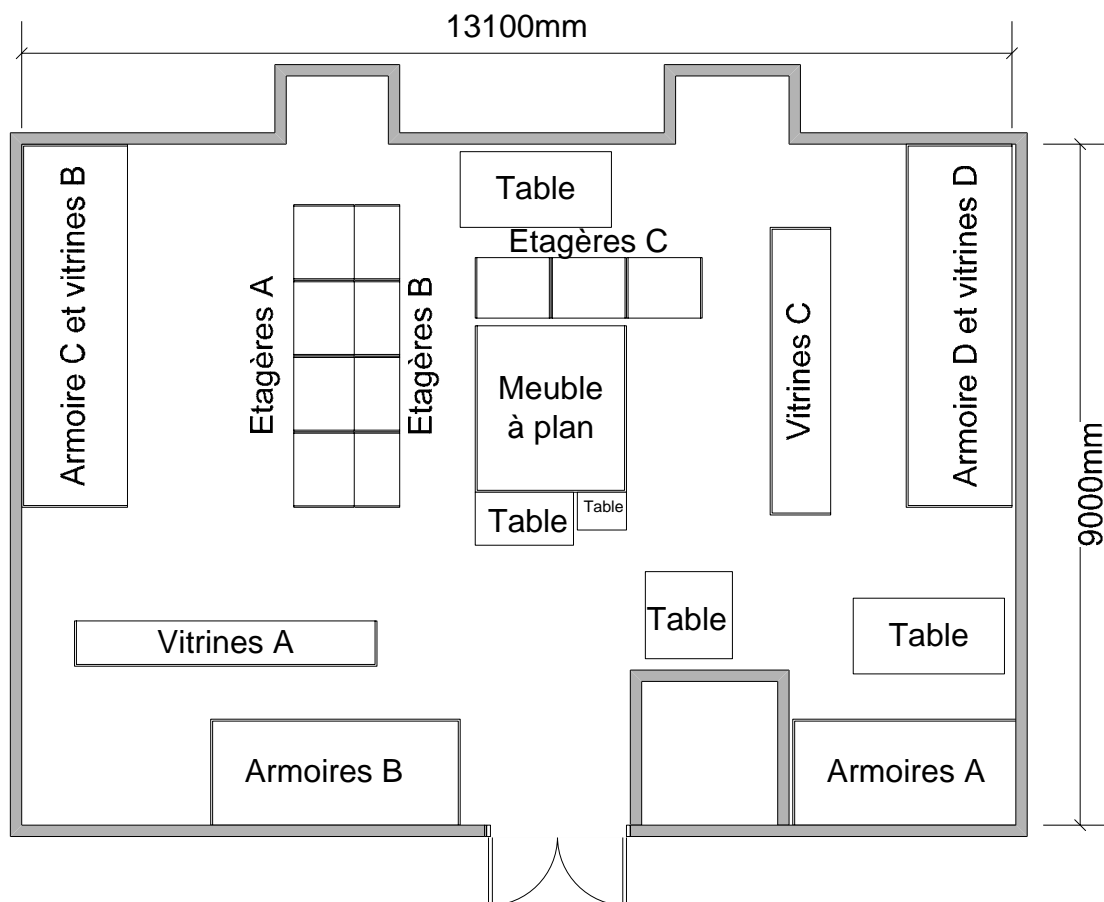 13100mm
Armoire C et vitrines B
Etagères A
Etagères B
Table
Etagères C
Meuble
à plan
Table
Table
Vitrines C
Armoire D et vitrines D
9000mm
Vitrines A
Table
Table
Armoires B
Armoires A